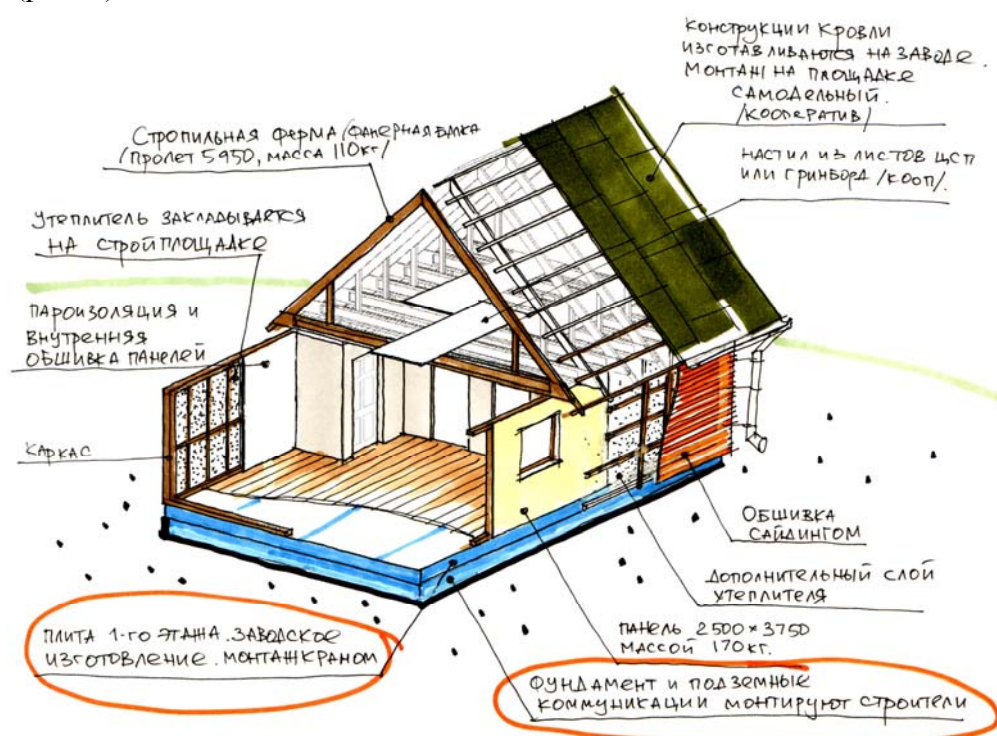 КОНСТРУКЦИИ КРОВЛИ
ИЗГОТАВЛИВАЮТСЯ НА ЗАВОДЕ.
МОНТАЖ НА ПЛОЩАДКЕ
САМОДЕЛЬНЫЙ.
/КООПЕРАТИВ/
НАСТИЛ ИЗ ЛИСТОВ ЦСП
ИЛИ ГРИНБОРД /КООП/.
СТРОПИЛЬНАЯ ФЕРМА /ФАНЕРНАЯ БАЛКА
/ПРОЛЕТ 5950, МАССА 110кг/
УТЕПЛИТЕЛЬ ЗАКЛАДЫВАЕТСЯ
НА СТРОЙПЛОЩАДКЕ
ПАРОИЗОЛЯЦИЯ И
ВНУТРЕННЯЯ
ОБШИВКА ПАНЕЛЕЙ
КАРКАС
ОБШИВКА
САЙДИНГОМ
ДОПОЛНИТЕЛЬНЫЙ СЛОЙ
УТЕПЛИТЕЛЯ
ПАНЕЛЬ 2500×3750
МАССОЙ 170кг.
ПЛИТА 1-го ЭТАЖА. ЗАВОДСКОЕ
ИЗГОТОВЛЕНИЕ. МОНТАЖ КРАНОМ
ФУНДАМЕНТ И ПОДЗЕМНЫЕ
КОММУНИКАЦИИ МОНТИРУЮТ СТРОИТЕЛИ